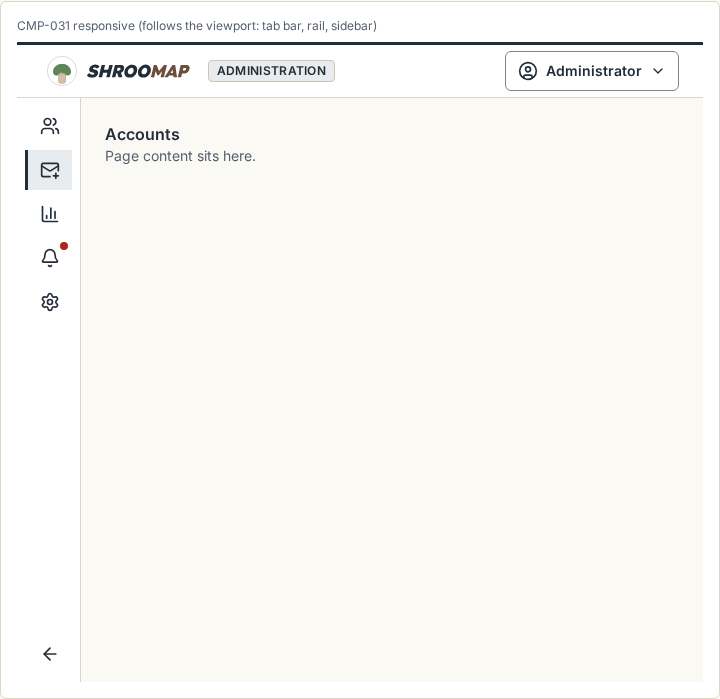 CMP-031 responsive (follows the viewport: tab bar, rail, sidebar)
SHROOMAP
ADMINISTRATION
Administrator
Accounts
Page content sits here.